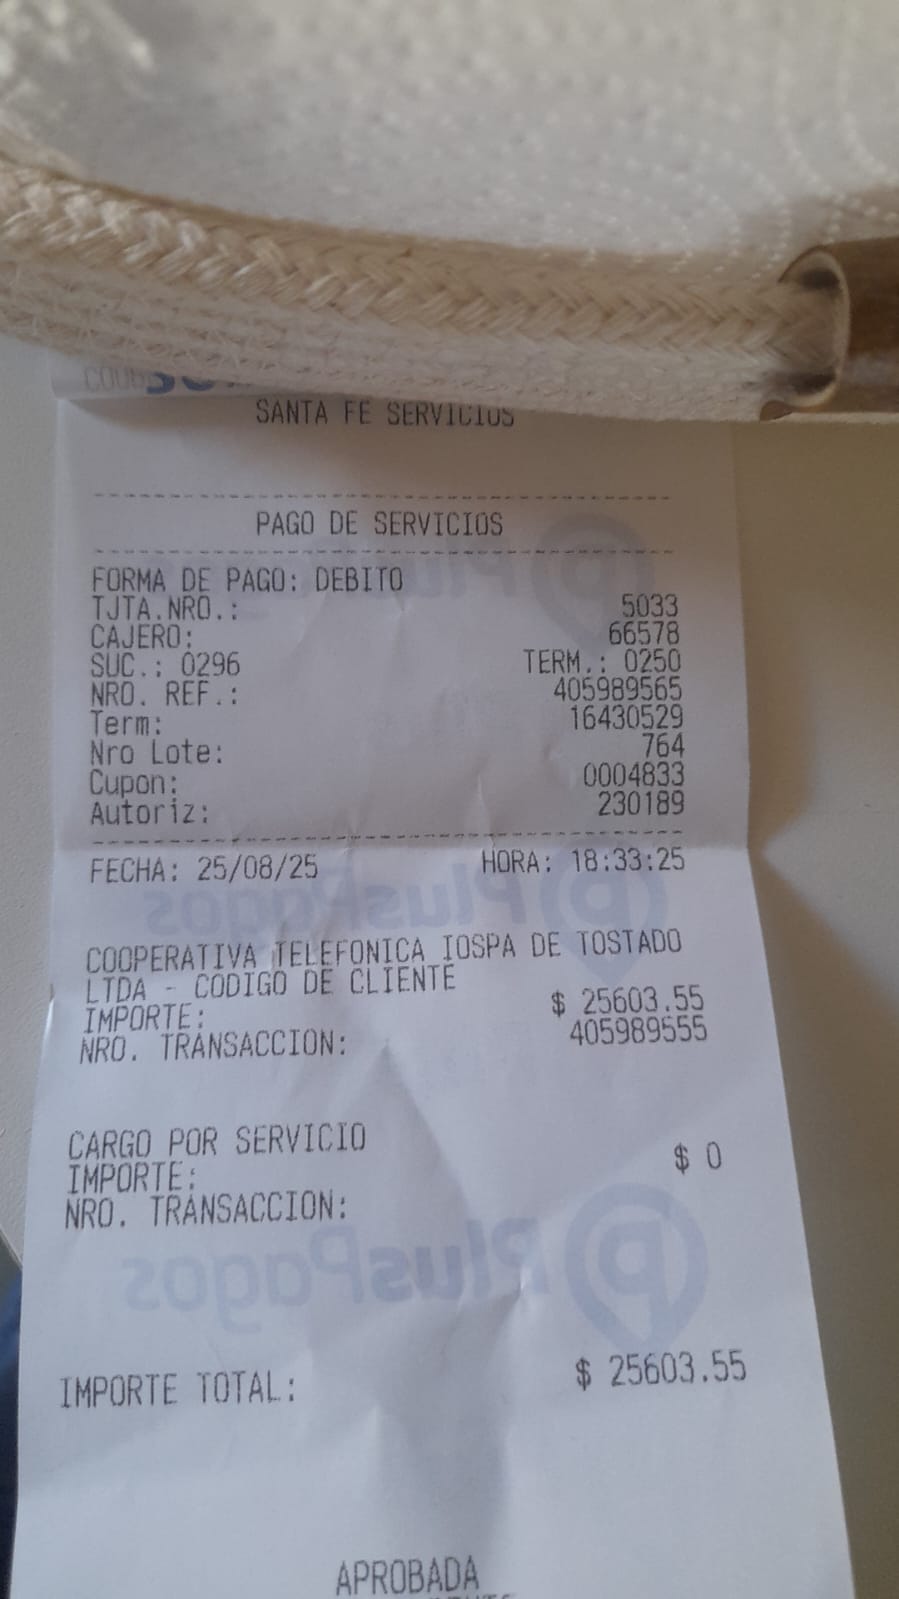 SANTA FE SERVICIOS
PAGO DE SERVICIOS
FORMA DE PAGO: DEBITO
TJTA.NRO.: 5033
CAJERO: 66578
SUC.: 0296 TERM.: 0250
NRO. REF.: 405989565
Term: 16430529
Nro Lote: 764
Cupon: 0004833
Autoriz: 230189
FECHA: 25/08/25 HORA: 18:33:25
COOPERATIVA TELEFONICA IOSPA DE TOSTADO
LTDA - CODIGO DE CLIENTE
IMPORTE: $ 25603.55
NRO. TRANSACCION: 405989555
CARGO POR SERVICIO
IMPORTE: $ 0
NRO. TRANSACCION:
PlusPagos
IMPORTE TOTAL: $ 25603.55
APROBADA